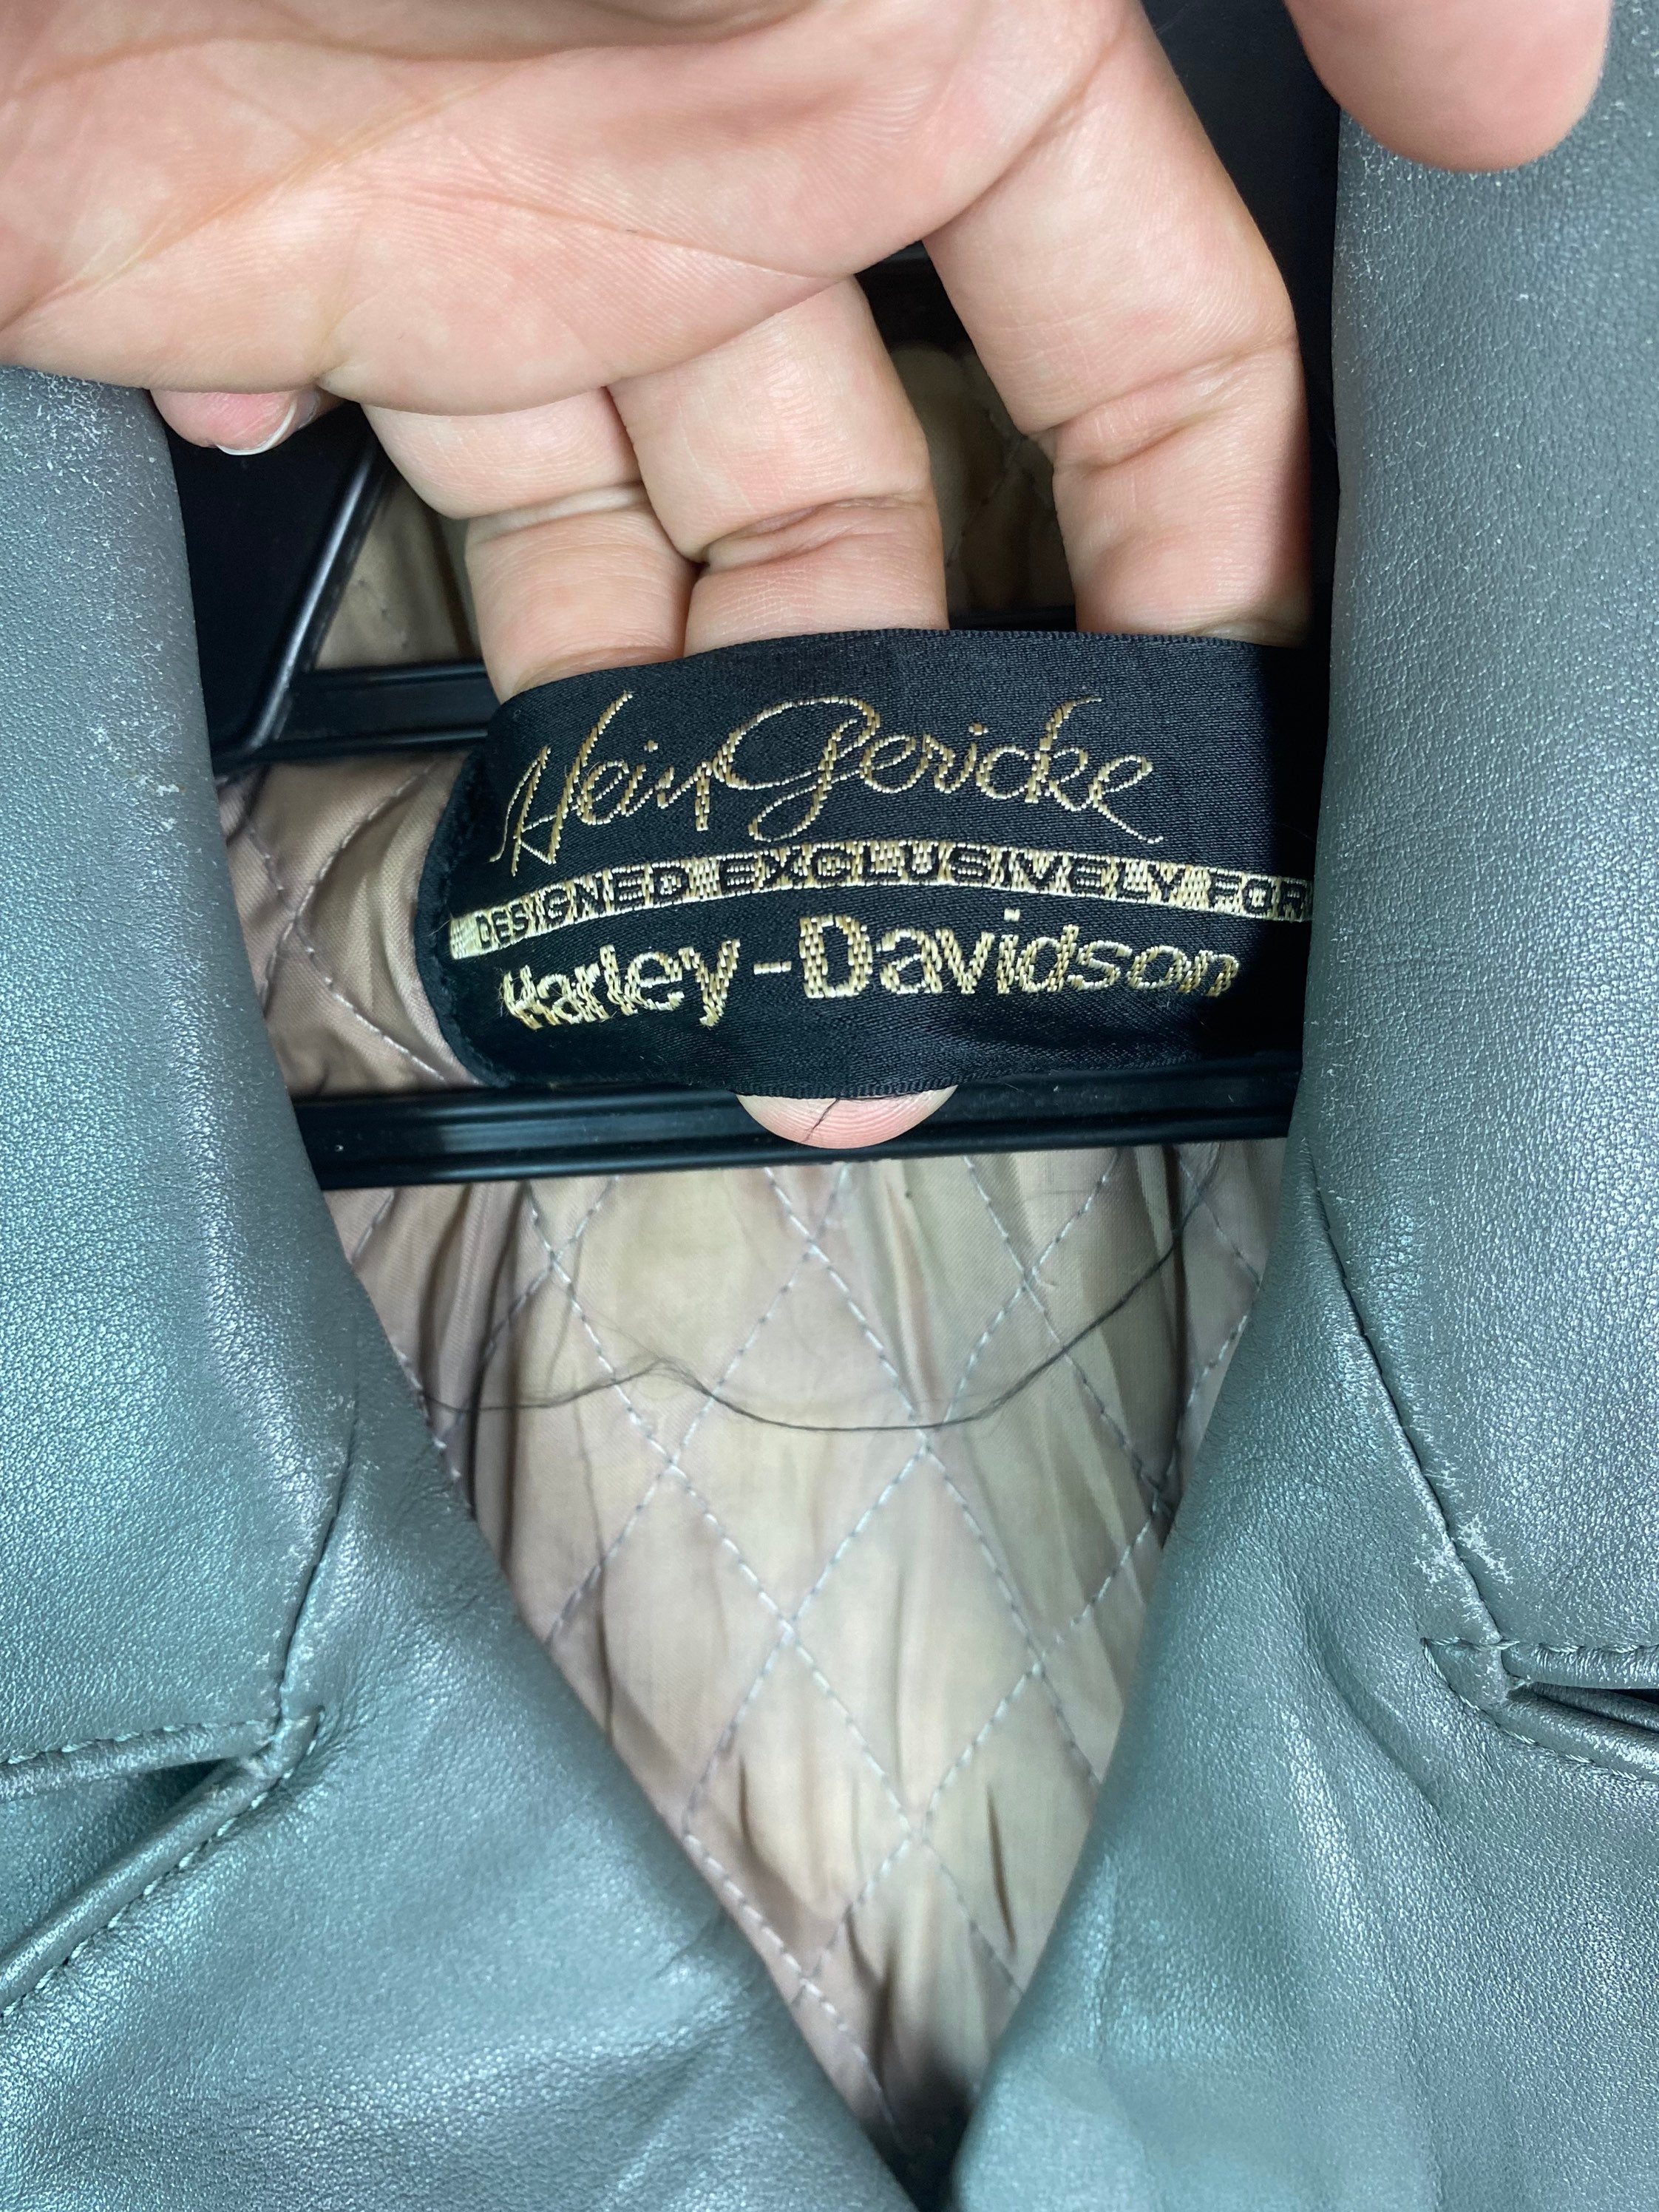 Hein Gericke
DESIGNED EXCLUSIVELY FOR
Harley-Davidson